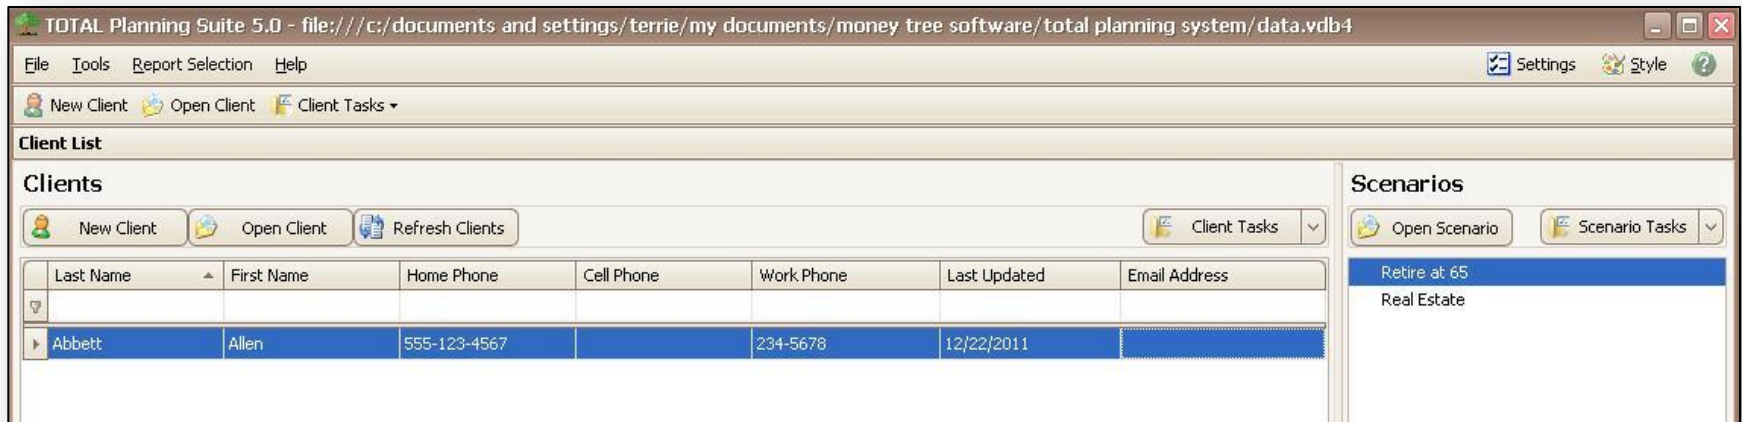 TOTAL Planning Suite 5.0 - file:///c:/documents and settings/terrie/my documents/money tree software/total planning system/data.vdb4
File Tools Report Selection Help Settings Style ?
New Client Open Client Client Tasks
Client List
Clients Scenarios
New Client Open Client Refresh Clients Client Tasks Open Scenario Scenario Tasks
Last Name First Name Home Phone Cell Phone Work Phone Last Updated Email Address Retire at 65
Real Estate
Abbett Allen 555-123-4567 234-5678 12/22/2011